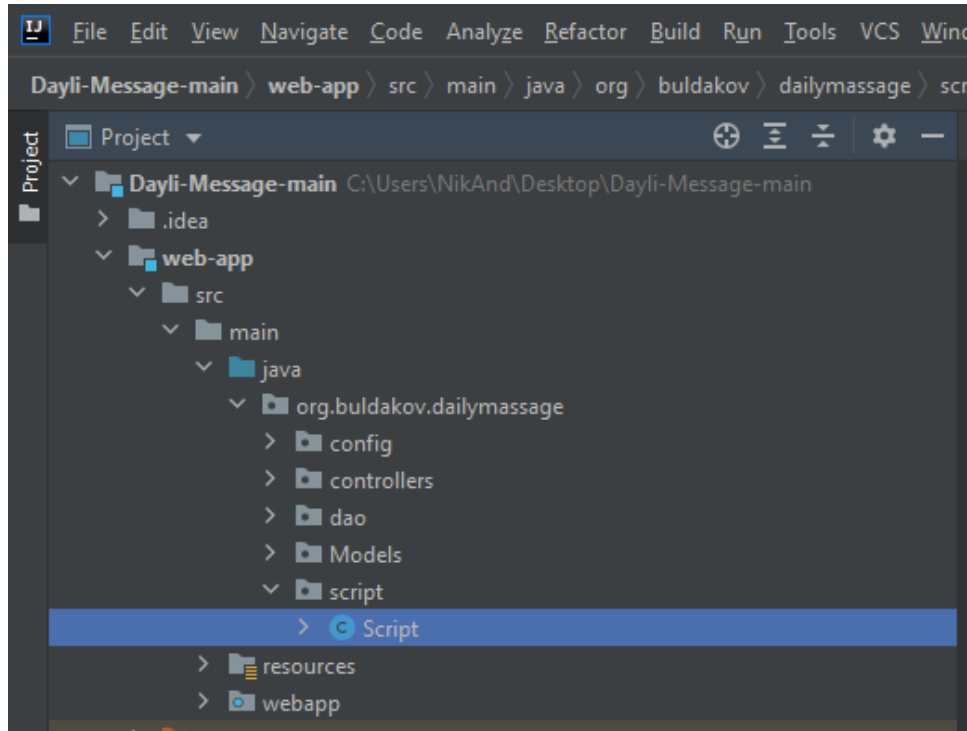 IJ File Edit View Navigate Code Analyze Refactor Build Run Tools VCS
Dayli-Message-main web-app src main java org buldakov dailymassage
Project
Project
Dayli-Message-main C:\Users\NikAnd\Desktop\Dayli-Message-main
.idea
web-app
src
main
java
org.buldakov.dailymassage
config
controllers
dao
Models
script
C Script
resources
webapp